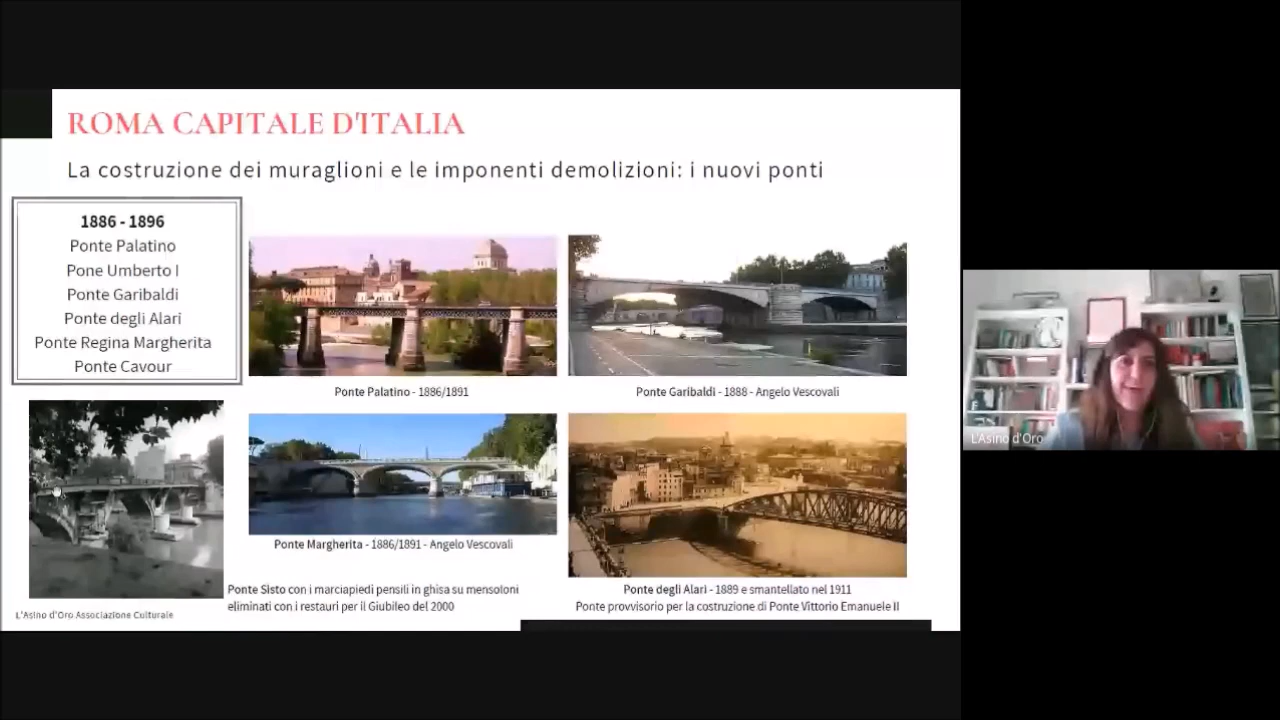 ROMA CAPITALE D'ITALIA
La costruzione dei muraglioni e le imponenti demolizioni: i nuovi ponti
1886 - 1896
Ponte Palatino
Pone Umberto I
Ponte Garibaldi
Ponte degli Alari
Ponte Regina Margherita
Ponte Cavour
Ponte Palatino - 1886/1891
Ponte Garibaldi - 1888 - Angelo Vescovali
Ponte Margherita - 1886/1891 - Angelo Vescovali
Ponte Sisto con i marciapiedi pensili in ghisa su mensoloni
eliminati con i restauri per il Giubileo del 2000
Ponte degli Alari - 1889 e smantellato nel 1911
Ponte provvisorio per la costruzione di Ponte Vittorio Emanuele II
L'Asino d'Oro Associazione Culturale
L'Asino d'Oro